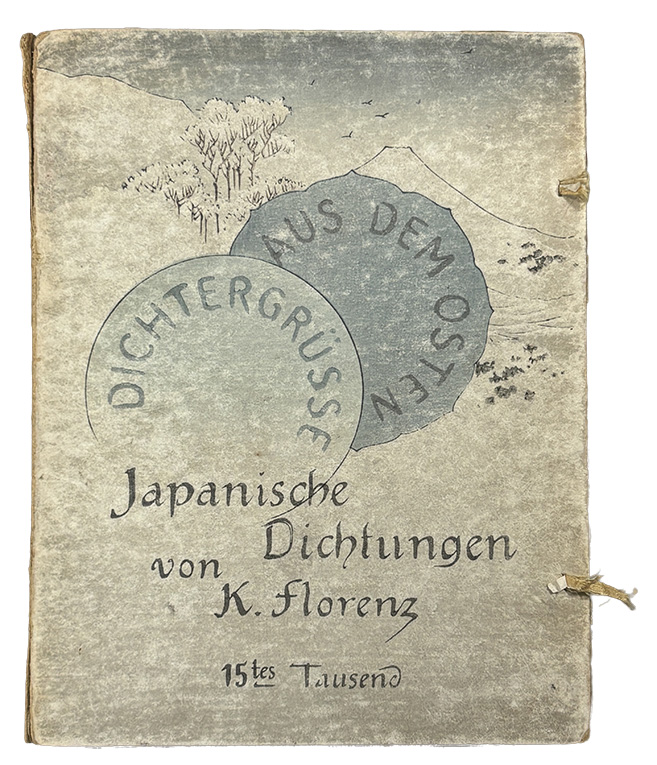 DICHTERGRÜSSE
AUS DEM OSTEN
Japanische
Dichtungen
von
K. Florenz
15tes Tausend